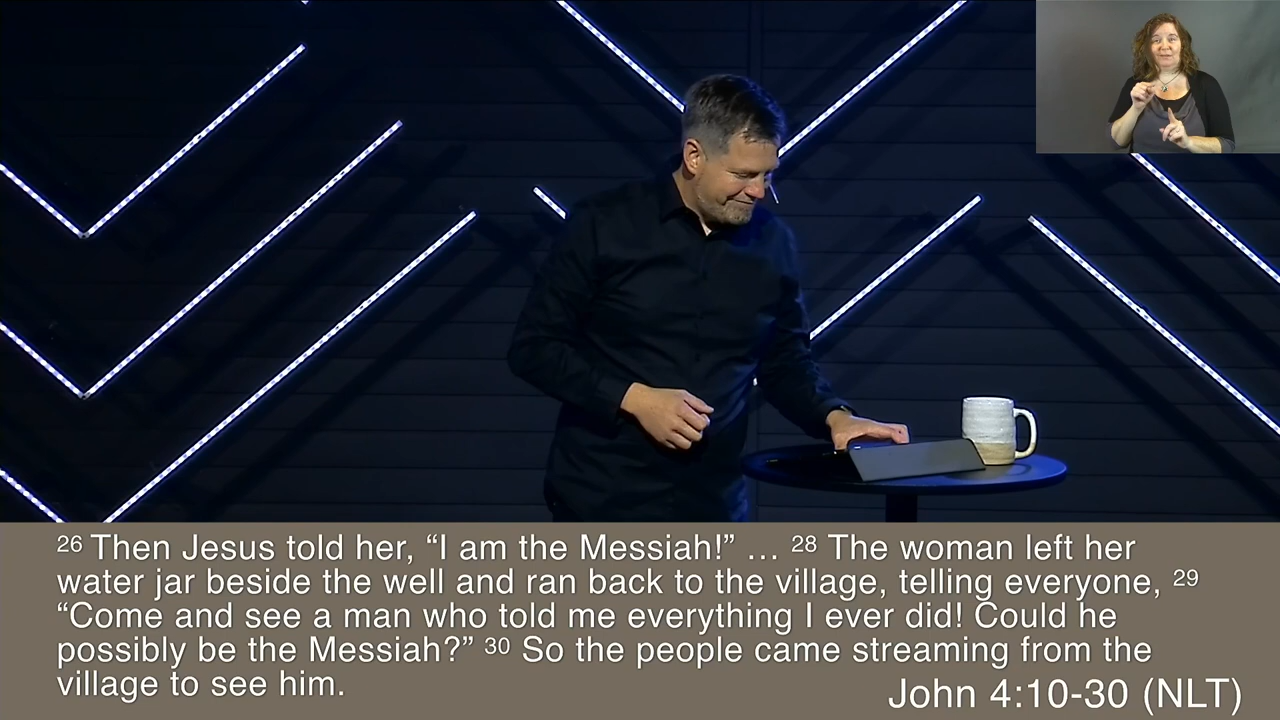 26 Then Jesus told her, “I am the Messiah!” … 28 The woman left her
water jar beside the well and ran back to the village, telling everyone, 29
“Come and see a man who told me everything I ever did! Could he
possibly be the Messiah?” 30 So the people came streaming from the
village to see him.
John 4:10-30 (NLT)